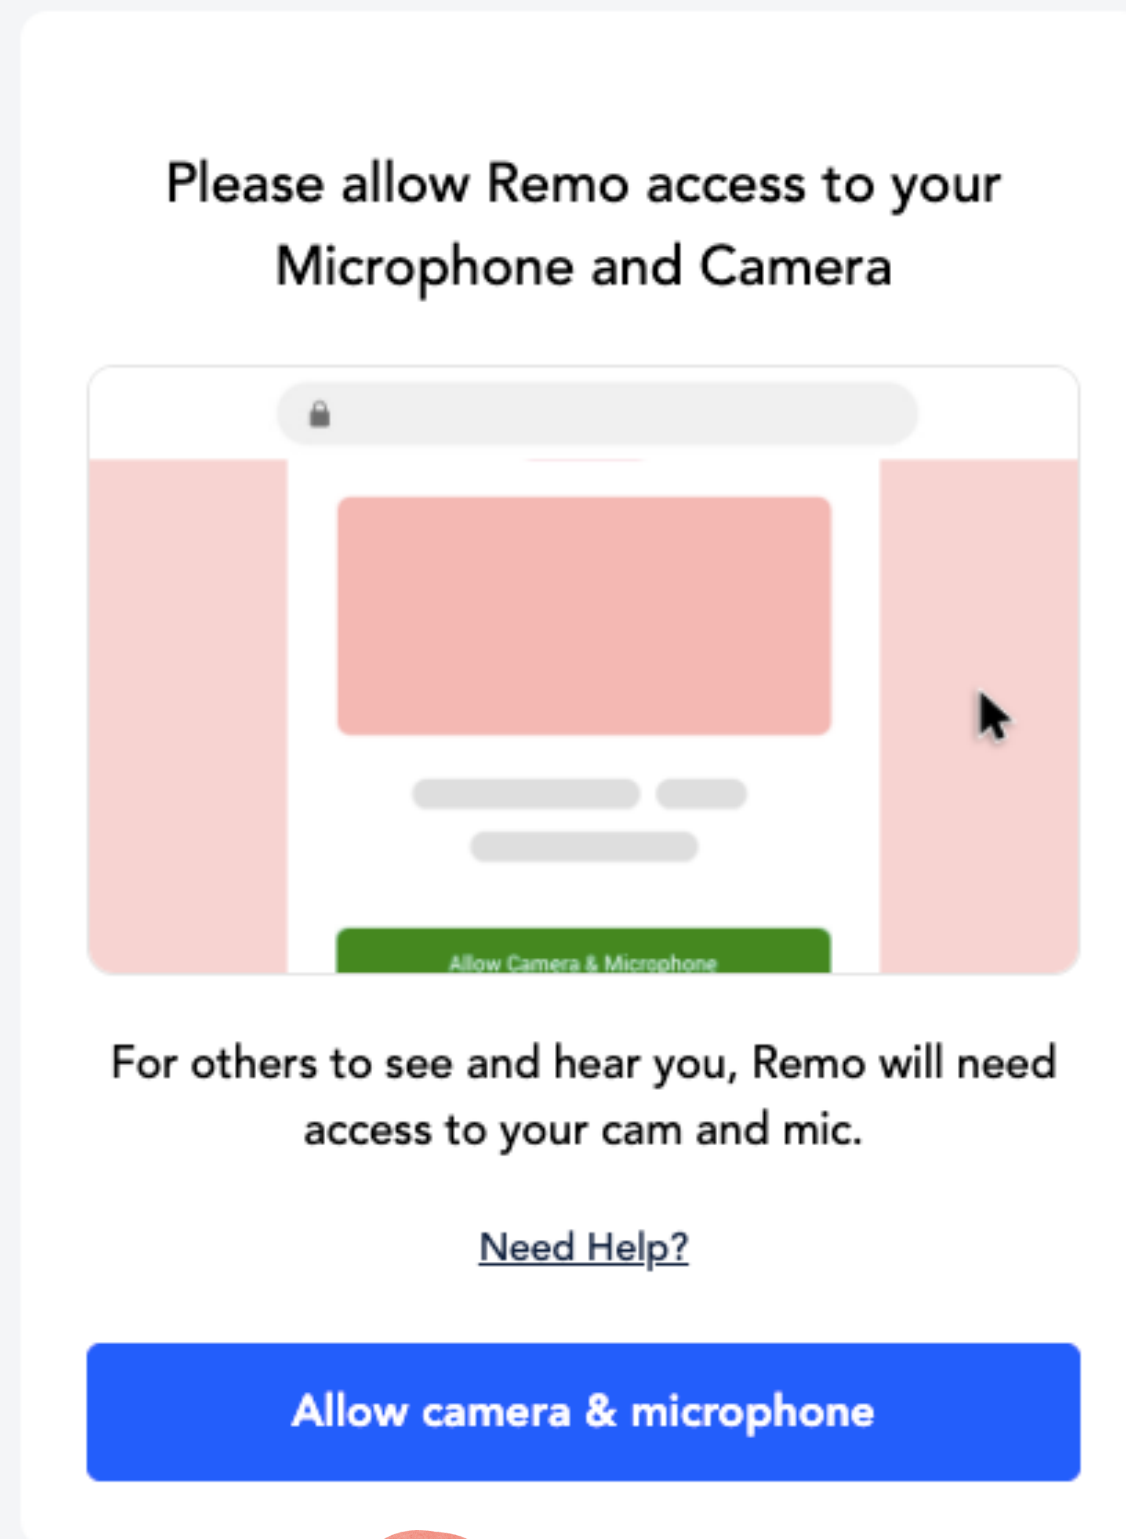 Please allow Remo access to your
Microphone and Camera
Allow Camera & Microphone
For others to see and hear you, Remo will need
access to your cam and mic.
Need Help?
Allow camera & microphone